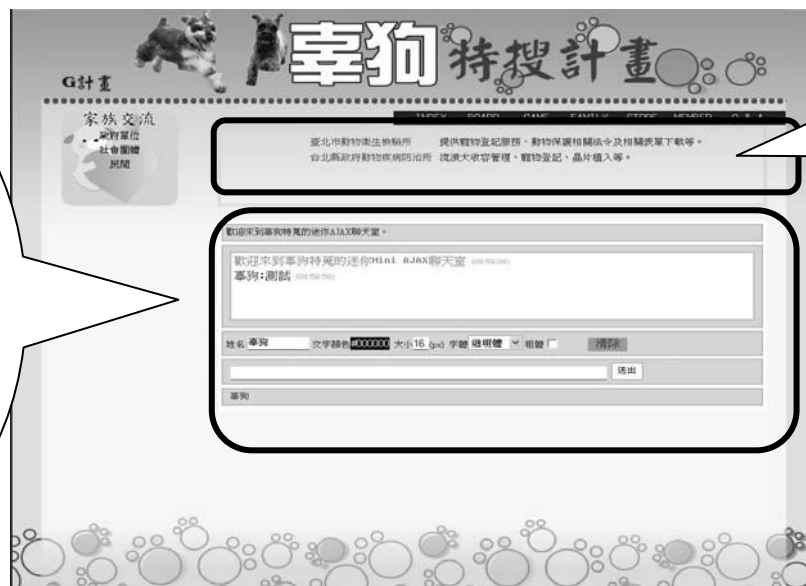 辜狗特搜計畫
G計畫
INDEX BOARD GAME FAMILY STORE MEMBER Q & A
家族交流
政府單位
社會團體
民間
臺北市動物衛生檢驗所 提供寵物登記服務、動物保護相關法令及相關表單下載等。
台北縣政府動物疾病防治所 流浪犬收容管理、寵物登記、晶片植入等。
歡迎來到辜狗特蒐的迷你AJAX聊天室。
歡迎來到辜狗特蒐的迷你Mini AJAX聊天室 (09:59:09)
辜狗:測試 (09:59:58)
姓名 辜狗 文字顏色 #000000 大小 16 (px) 字體 細明體 粗體 清除
送出
辜狗